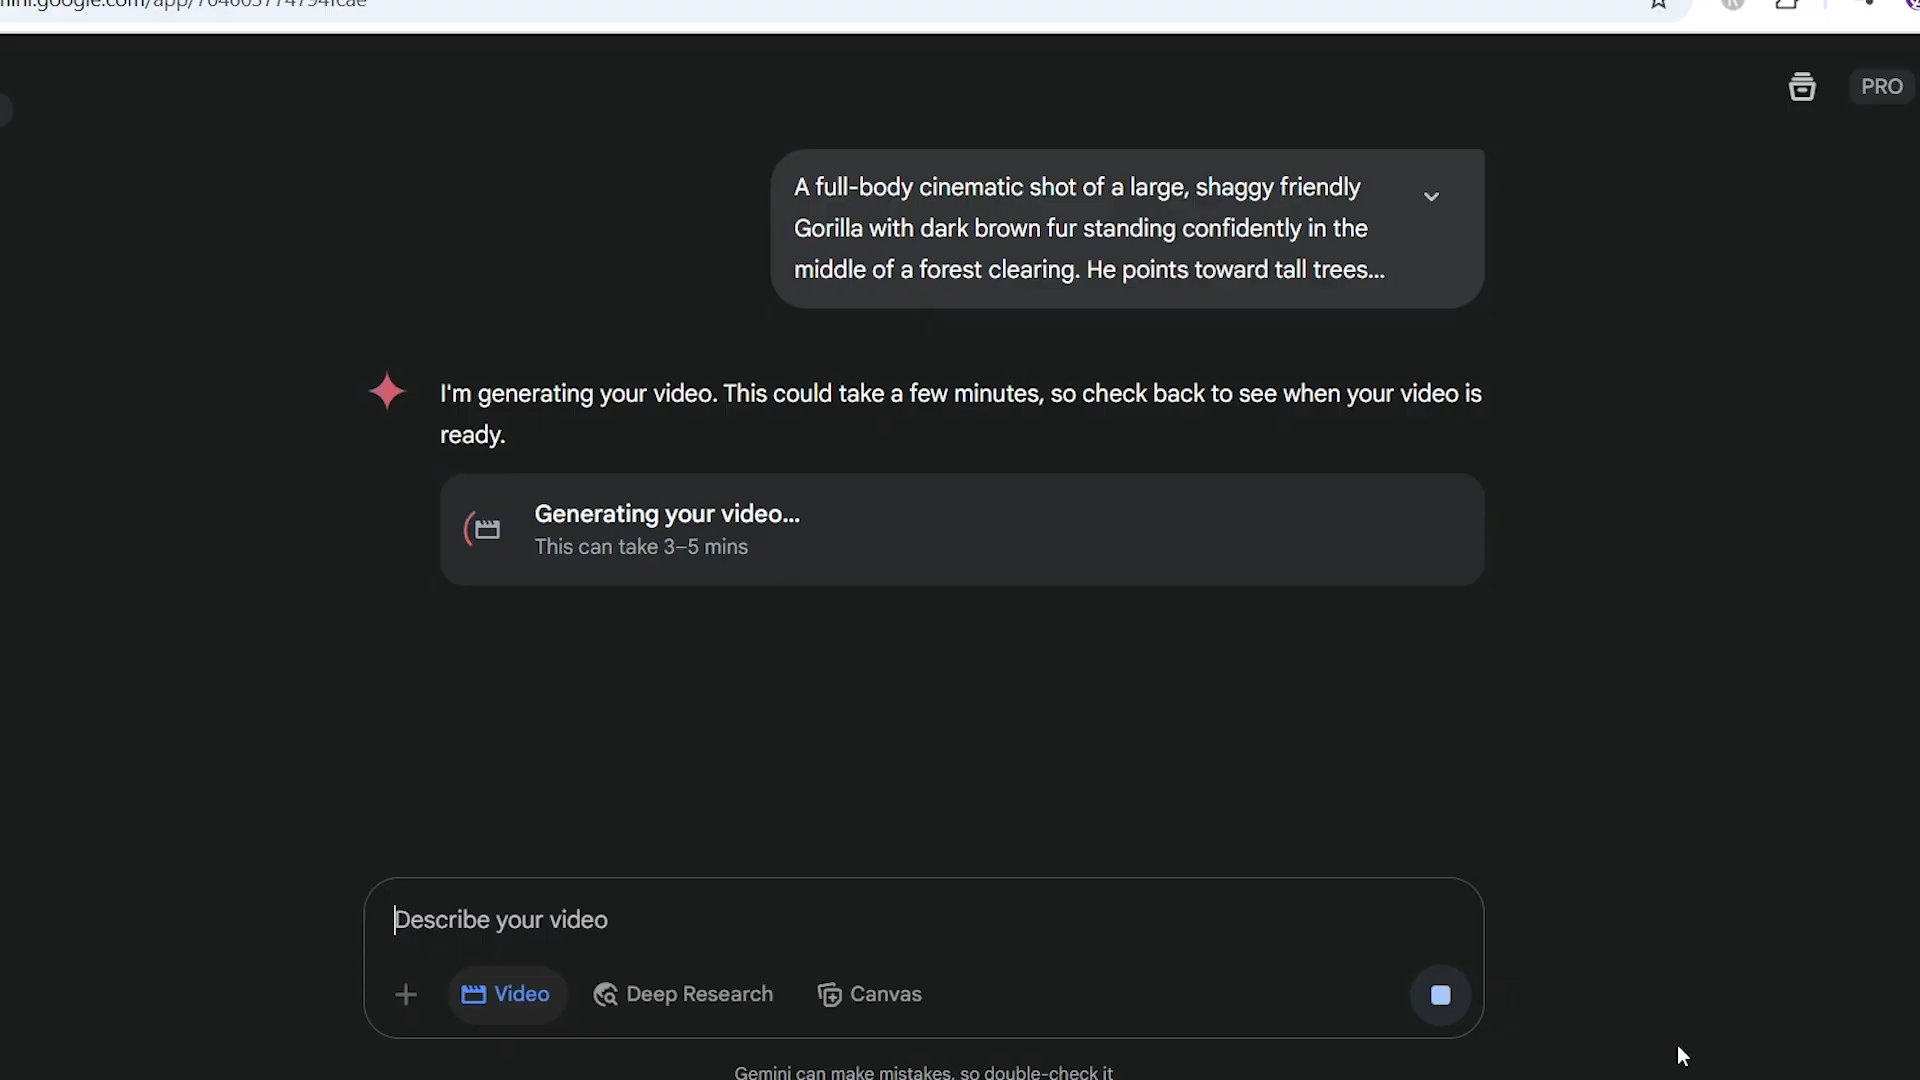 PRO
A full-body cinematic shot of a large, shaggy friendly
Gorilla with dark brown fur standing confidently in the
middle of a forest clearing. He points toward tall trees...
I'm generating your video. This could take a few minutes, so check back to see when your video is
ready.
Generating your video...
This can take 3–5 mins
Describe your video
Video
Deep Research
Canvas
Gemini can make mistakes, so double-check it